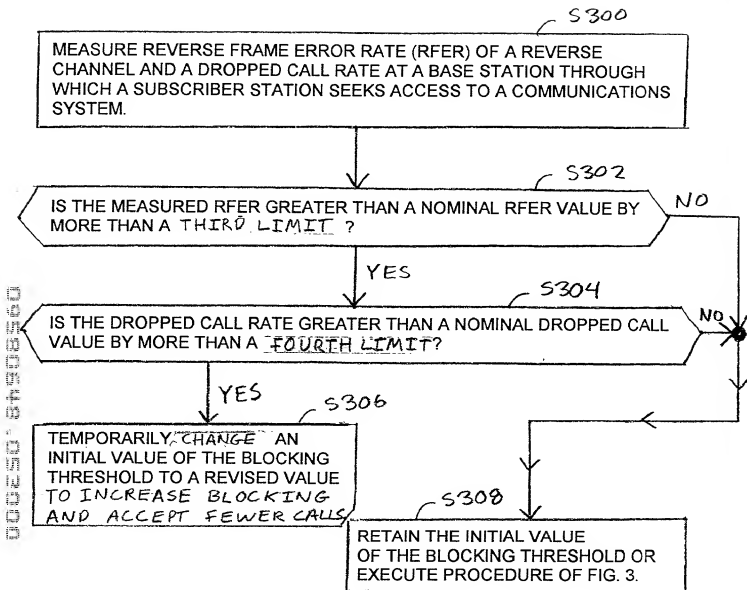 S300
MEASURE REVERSE FRAME ERROR RATE (RFER) OF A REVERSE
CHANNEL AND A DROPPED CALL RATE AT A BASE STATION THROUGH
WHICH A SUBSCRIBER STATION SEEKS ACCESS TO A COMMUNICATIONS
SYSTEM.
S302
IS THE MEASURED RFER GREATER THAN A NOMINAL RFER VALUE BY
MORE THAN A THIRD LIMIT ?
NO
YES
S304
IS THE DROPPED CALL RATE GREATER THAN A NOMINAL DROPPED CALL
VALUE BY MORE THAN A FOURTH LIMIT?
NO
YES
S306
TEMPORARILY CHANGE AN
INITIAL VALUE OF THE BLOCKING
THRESHOLD TO A REVISED VALUE
TO INCREASE BLOCKING
AND ACCEPT FEWER CALLS
S308
RETAIN THE INITIAL VALUE
OF THE BLOCKING THRESHOLD OR
EXECUTE PROCEDURE OF FIG. 3.